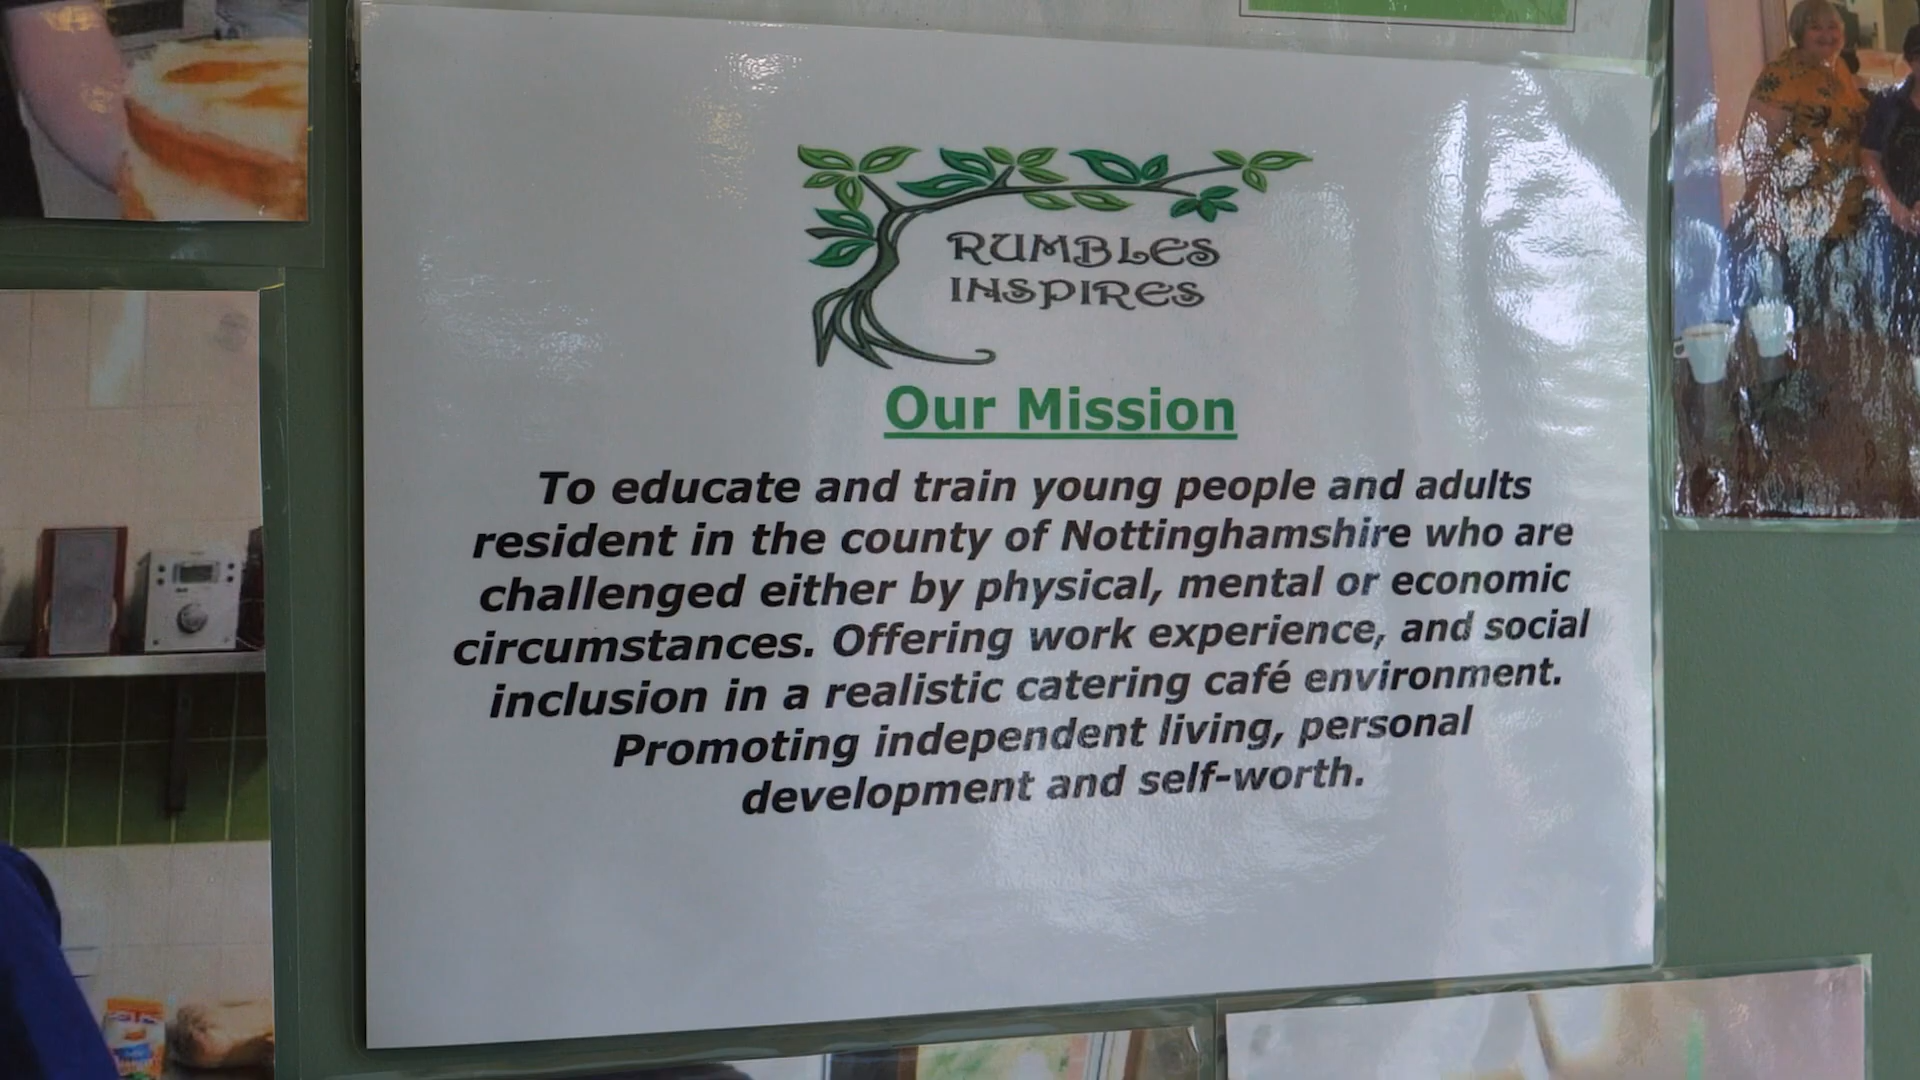 RUMBLES
INSPIRES
Our Mission
To educate and train young people and adults
resident in the county of Nottinghamshire who are
challenged either by physical, mental or economic
circumstances. Offering work experience, and social
inclusion in a realistic catering café environment.
Promoting independent living, personal
development and self-worth.